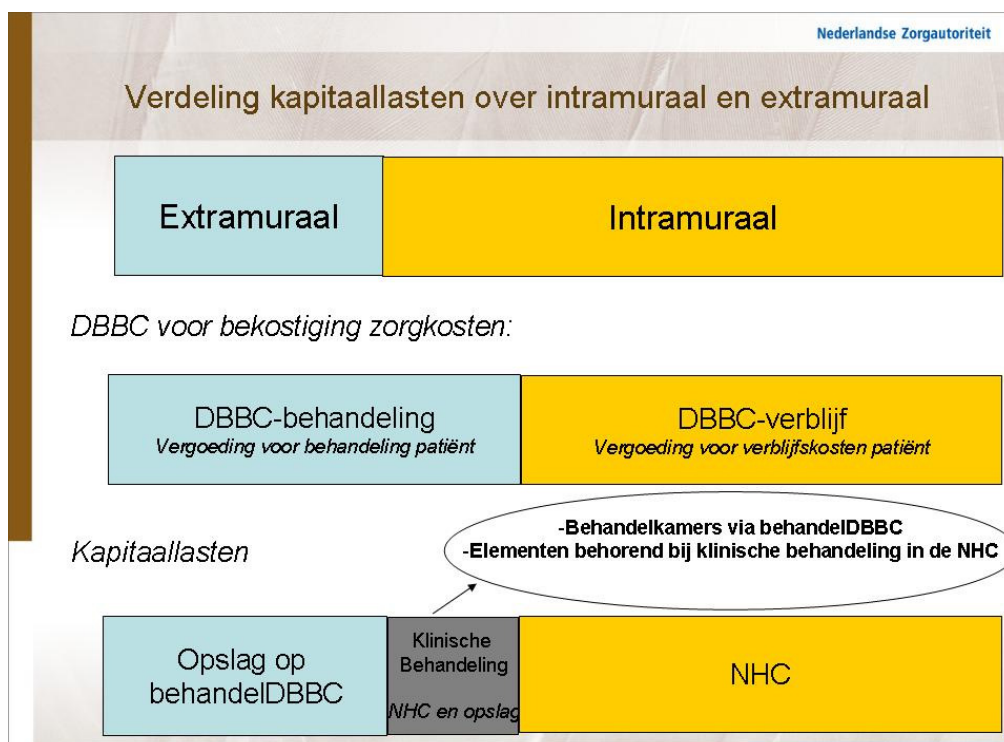 Nederlandse Zorgautoriteit
Verdeling kapitaallasten over intramuraal en extramuraal
Extramuraal
Intramuraal
DBBC voor bekostiging zorgkosten:
DBBC-behandeling
Vergoeding voor behandeling patiënt
DBBC-verblijf
Vergoeding voor verblijfskosten patiënt
-Behandelkamers via behandelDBBC
-Elementen behorend bij klinische behandeling in de NHC
Kapitaallasten
Opslag op
behandelDBBC
Klinische
Behandeling
NHC en opslag
NHC